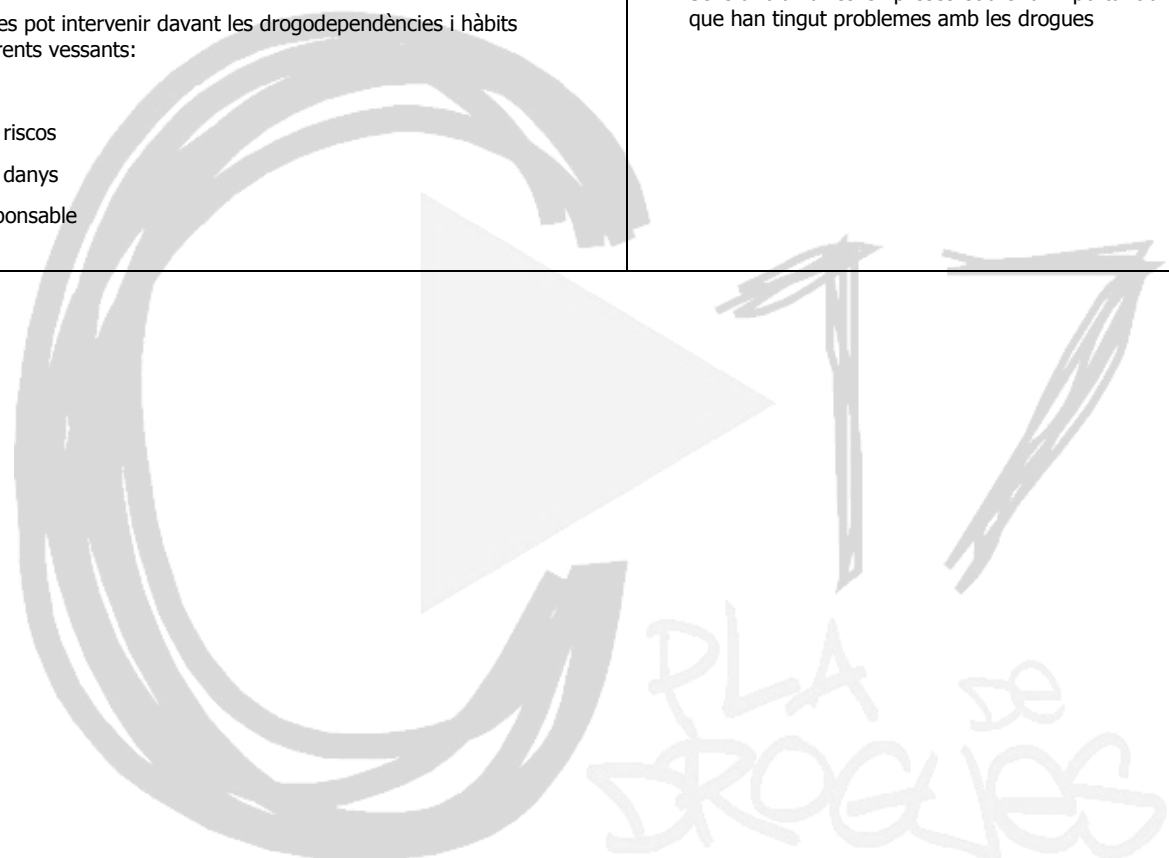 es pot intervenir davant les drogodependències i hàbits
rents vessants:
riscos
danys
ponsable
que han tingut problemes amb les drogues
C 17
PLA DE
DROGUES